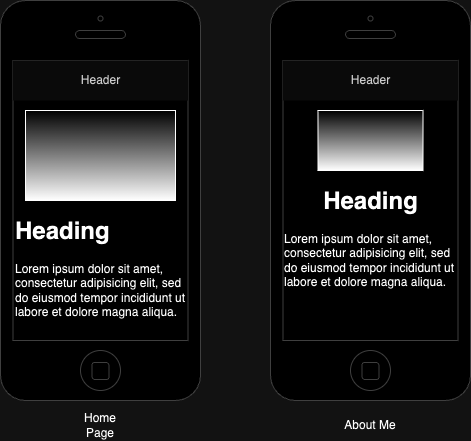 Header
Heading
Lorem ipsum dolor sit amet,
consectetur adipisicing elit, sed
do eiusmod tempor incididunt ut
labore et dolore magna aliqua.
Home
Page
Header
Heading
Lorem ipsum dolor sit amet,
consectetur adipisicing elit, sed
do eiusmod tempor incididunt ut
labore et dolore magna aliqua.
About Me